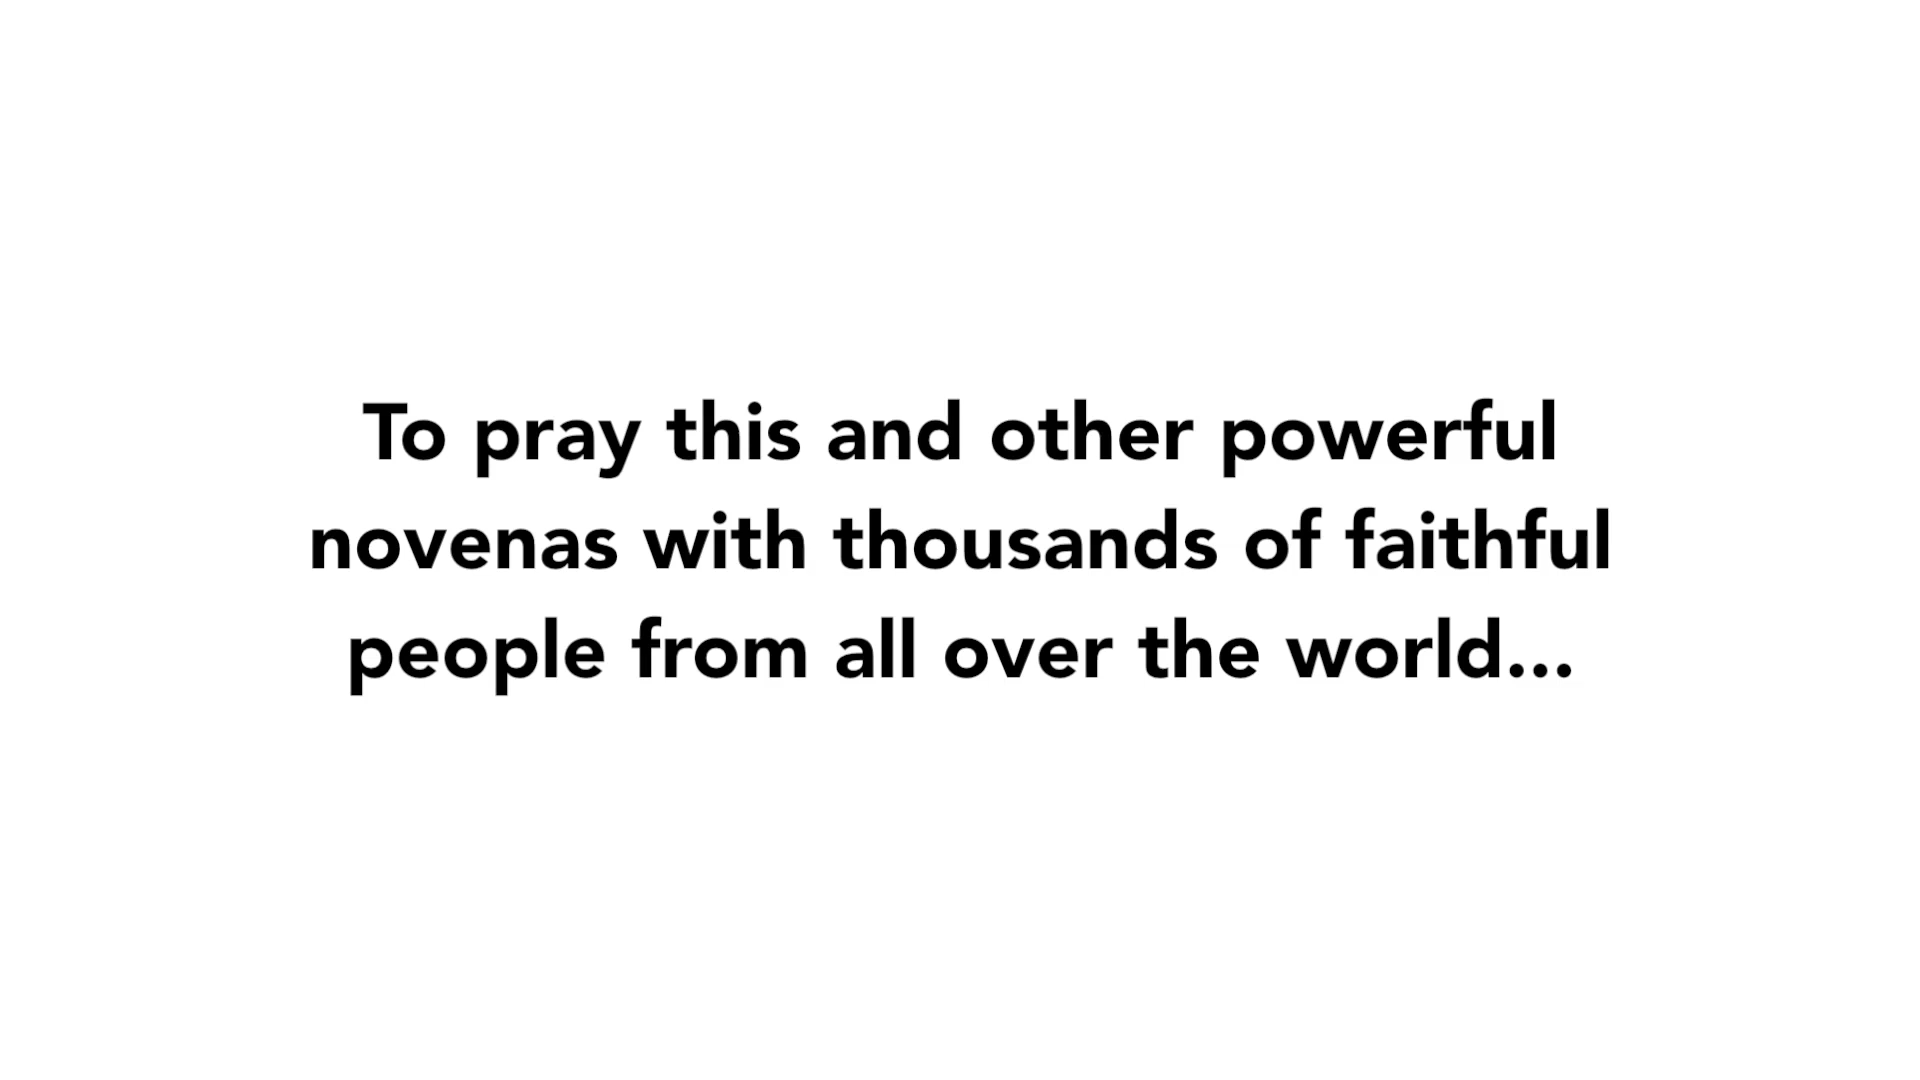 To pray this and other powerful
novenas with thousands of faithful
people from all over the world...